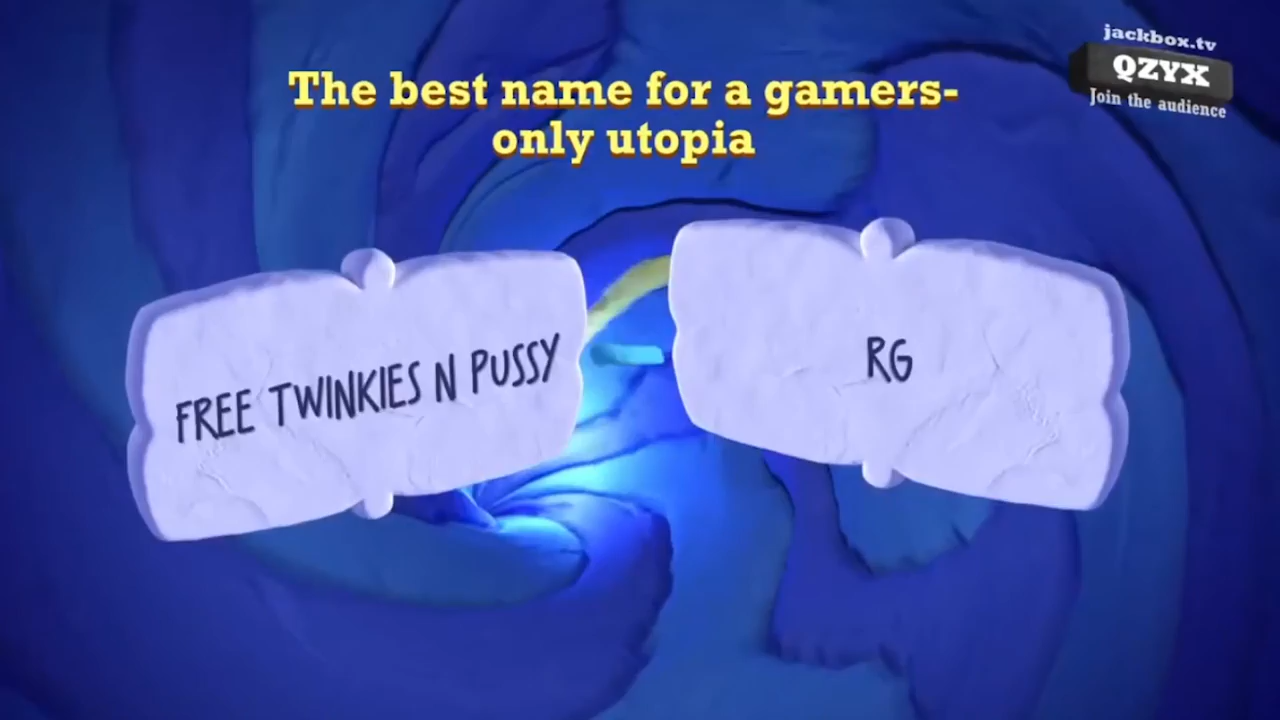 jackbox.tv
QZYX
Join the audience
The best name for a gamers-
only utopia
FREE TWINKIES N PUSSY
RG